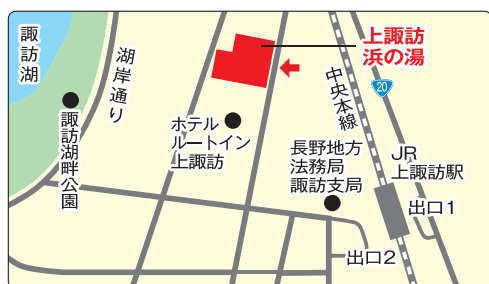 諏訪湖
湖岸通り
諏訪湖畔公園
ホテル
ルートイン
上諏訪
上諏訪
浜の湯
中央本線
20
長野地方
法務局
諏訪支局
JR
上諏訪駅
出口1
出口2